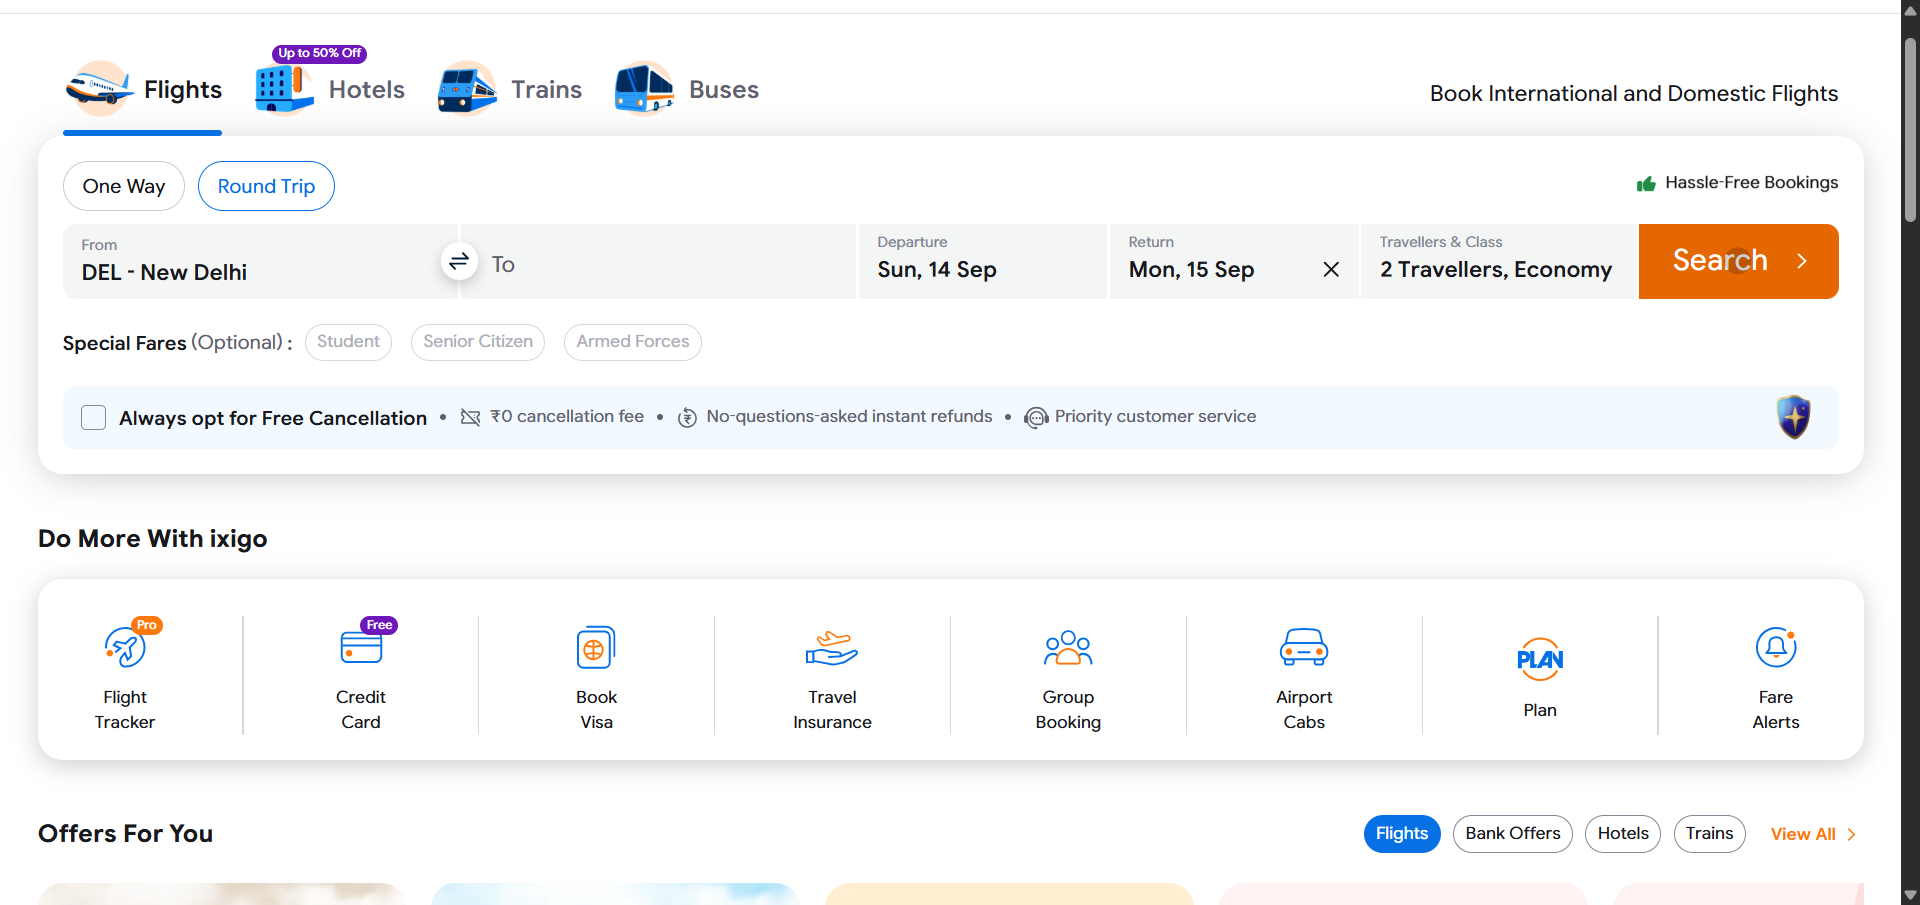 Up to 50% Off
Flights Hotels Trains Buses
Book International and Domestic Flights
One Way Round Trip
Hassle-Free Bookings
From
DEL - New Delhi
To
Departure
Sun, 14 Sep
Return
Mon, 15 Sep
Travellers & Class
2 Travellers, Economy
Search
Special Fares (Optional) : Student Senior Citizen Armed Forces
Always opt for Free Cancellation • ₹0 cancellation fee • No-questions-asked instant refunds • Priority customer service
Do More With ixigo
Pro
Flight
Tracker
Free
Credit
Card
Book
Visa
Travel
Insurance
Group
Booking
Airport
Cabs
PLAN
Plan
Fare
Alerts
Offers For You
Flights Bank Offers Hotels Trains View All